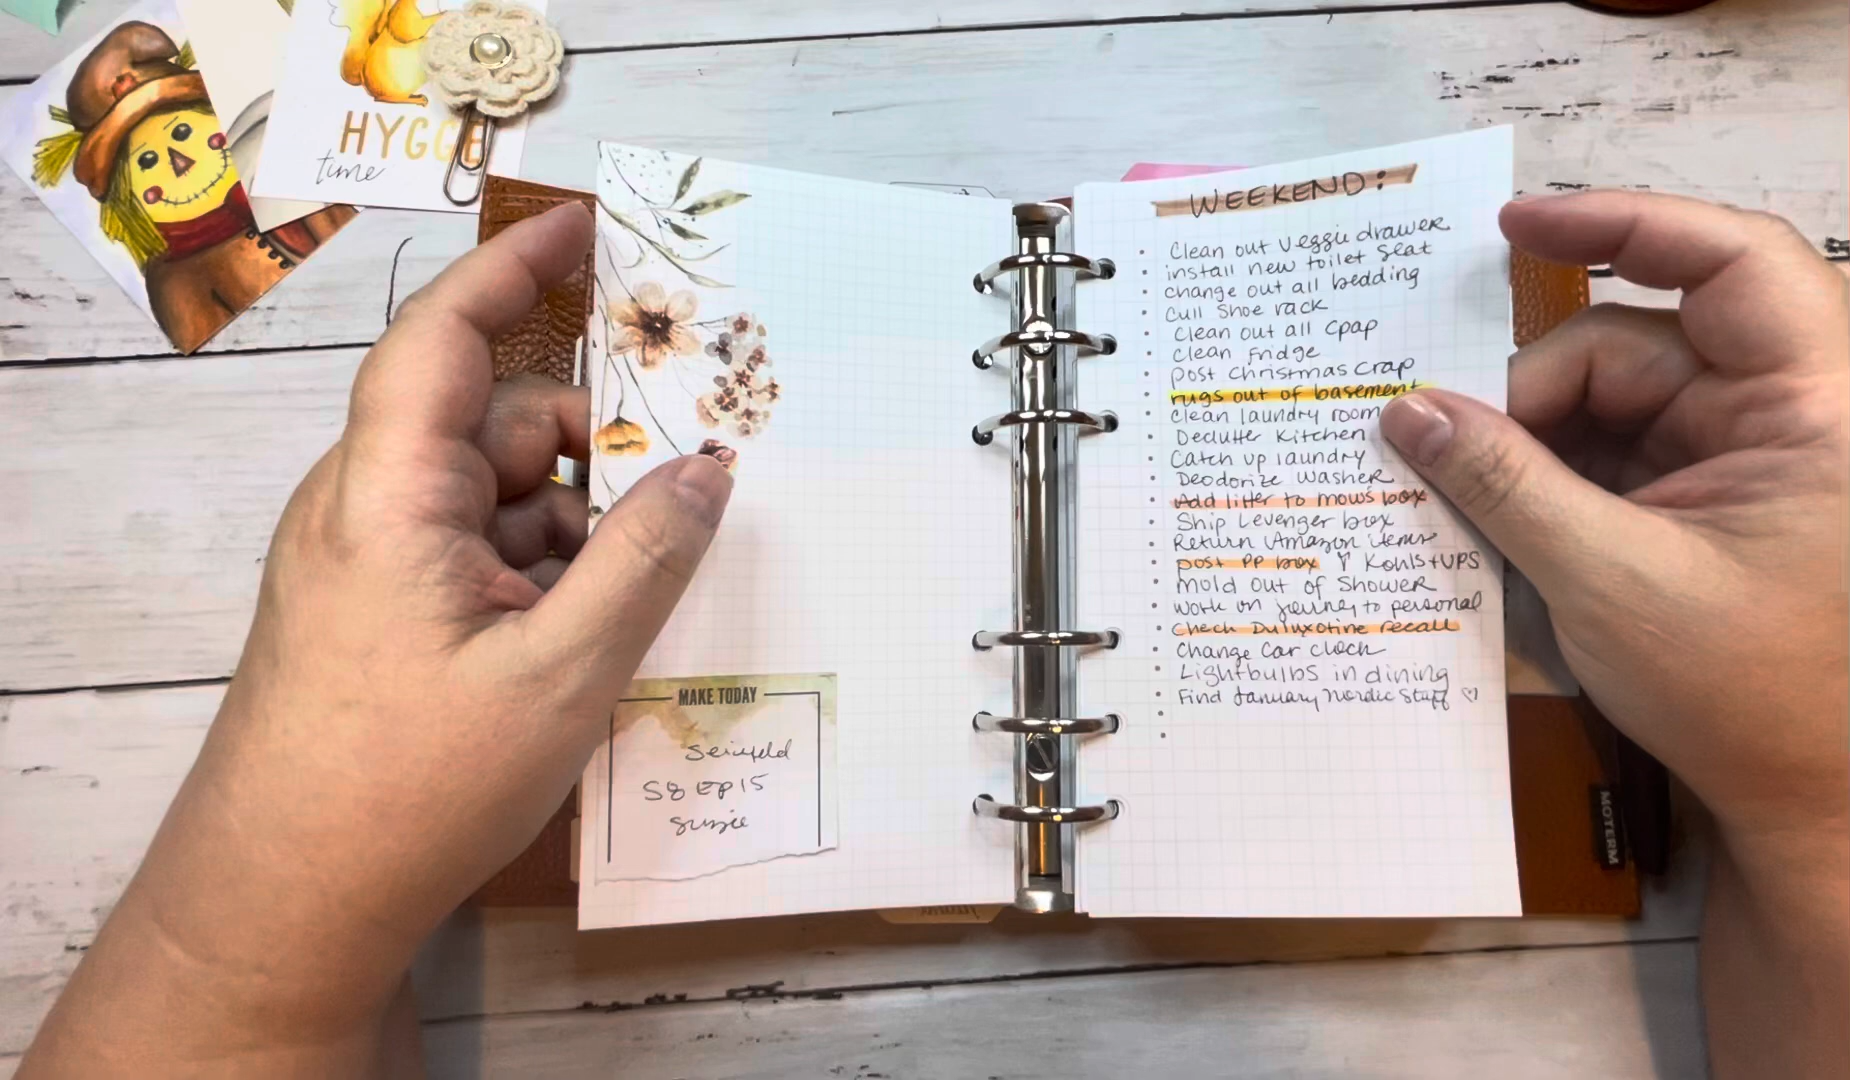 HYGGE
time
MAKE TODAY
Seinfeld
S8 EP15
Susie
WEEKEND:
Clean out veggie drawer
install new toilet seat
change out all bedding
Cull Shoe rack
Clean out all cpap
Clean fridge
post Christmas crap
rugs out of basement
Clean laundry room
Declutter Kitchen
Catch up laundry
Deodorize washer
Add litter to mows box
Ship Levenger box
Return Amazon items
post PP box ↑ Kohls + UPS
mold out of Shower
work on journey to personal
Check Duluxotine recall
Change Car clock
Lightbulbs in dining
Find January Nordic Stuff ♡
MOTERM